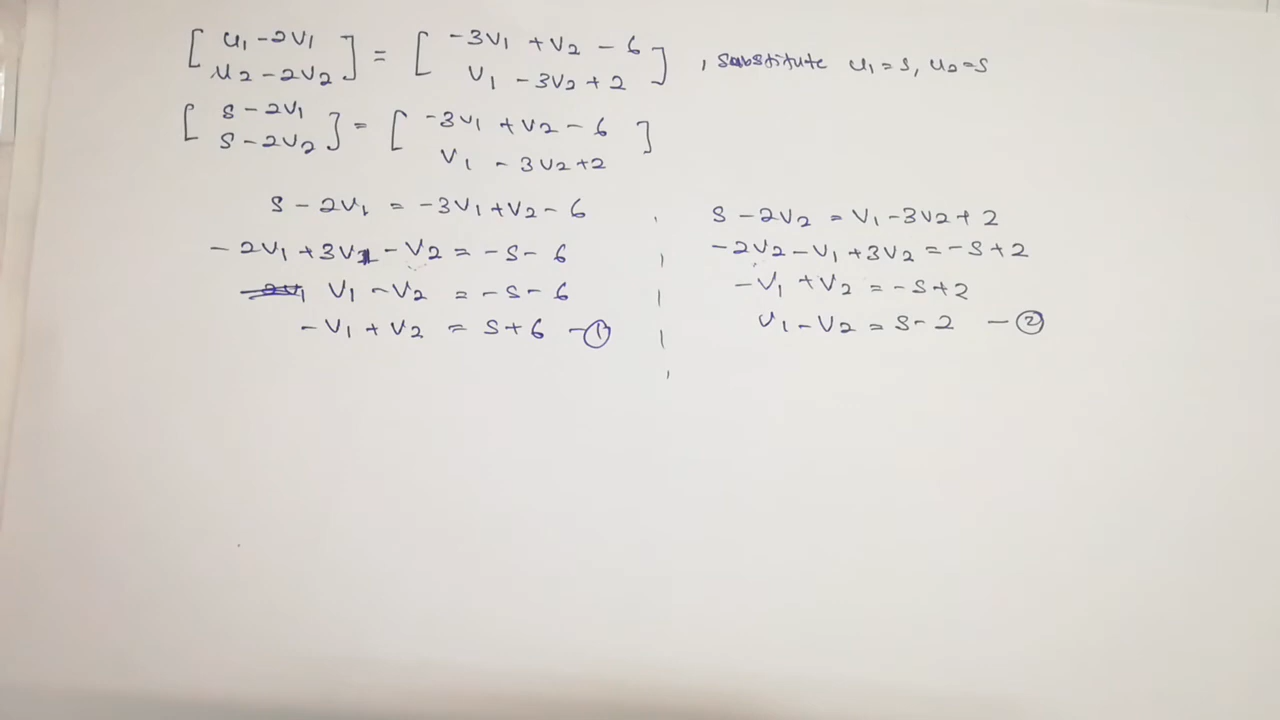 [ u1 - 2v1 ] = [ -3v1 + v2 - 6 ] , substitute u1 = s, u2 = s
[ u2 - 2v2 ] [ v1 - 3v2 + 2 ]
[ s - 2v1 ] = [ -3v1 + v2 - 6 ]
[ s - 2v2 ] [ v1 - 3v2 + 2 ]
s - 2v1 = -3v1 + v2 - 6
-2v1 + 3v1 - v2 = -s - 6
v1 - v2 = -s - 6
-v1 + v2 = s + 6 - ①
s - 2v2 = v1 - 3v2 + 2
-2v2 - v1 + 3v2 = -s + 2
-v1 + v2 = -s + 2
v1 - v2 = s - 2 - ②